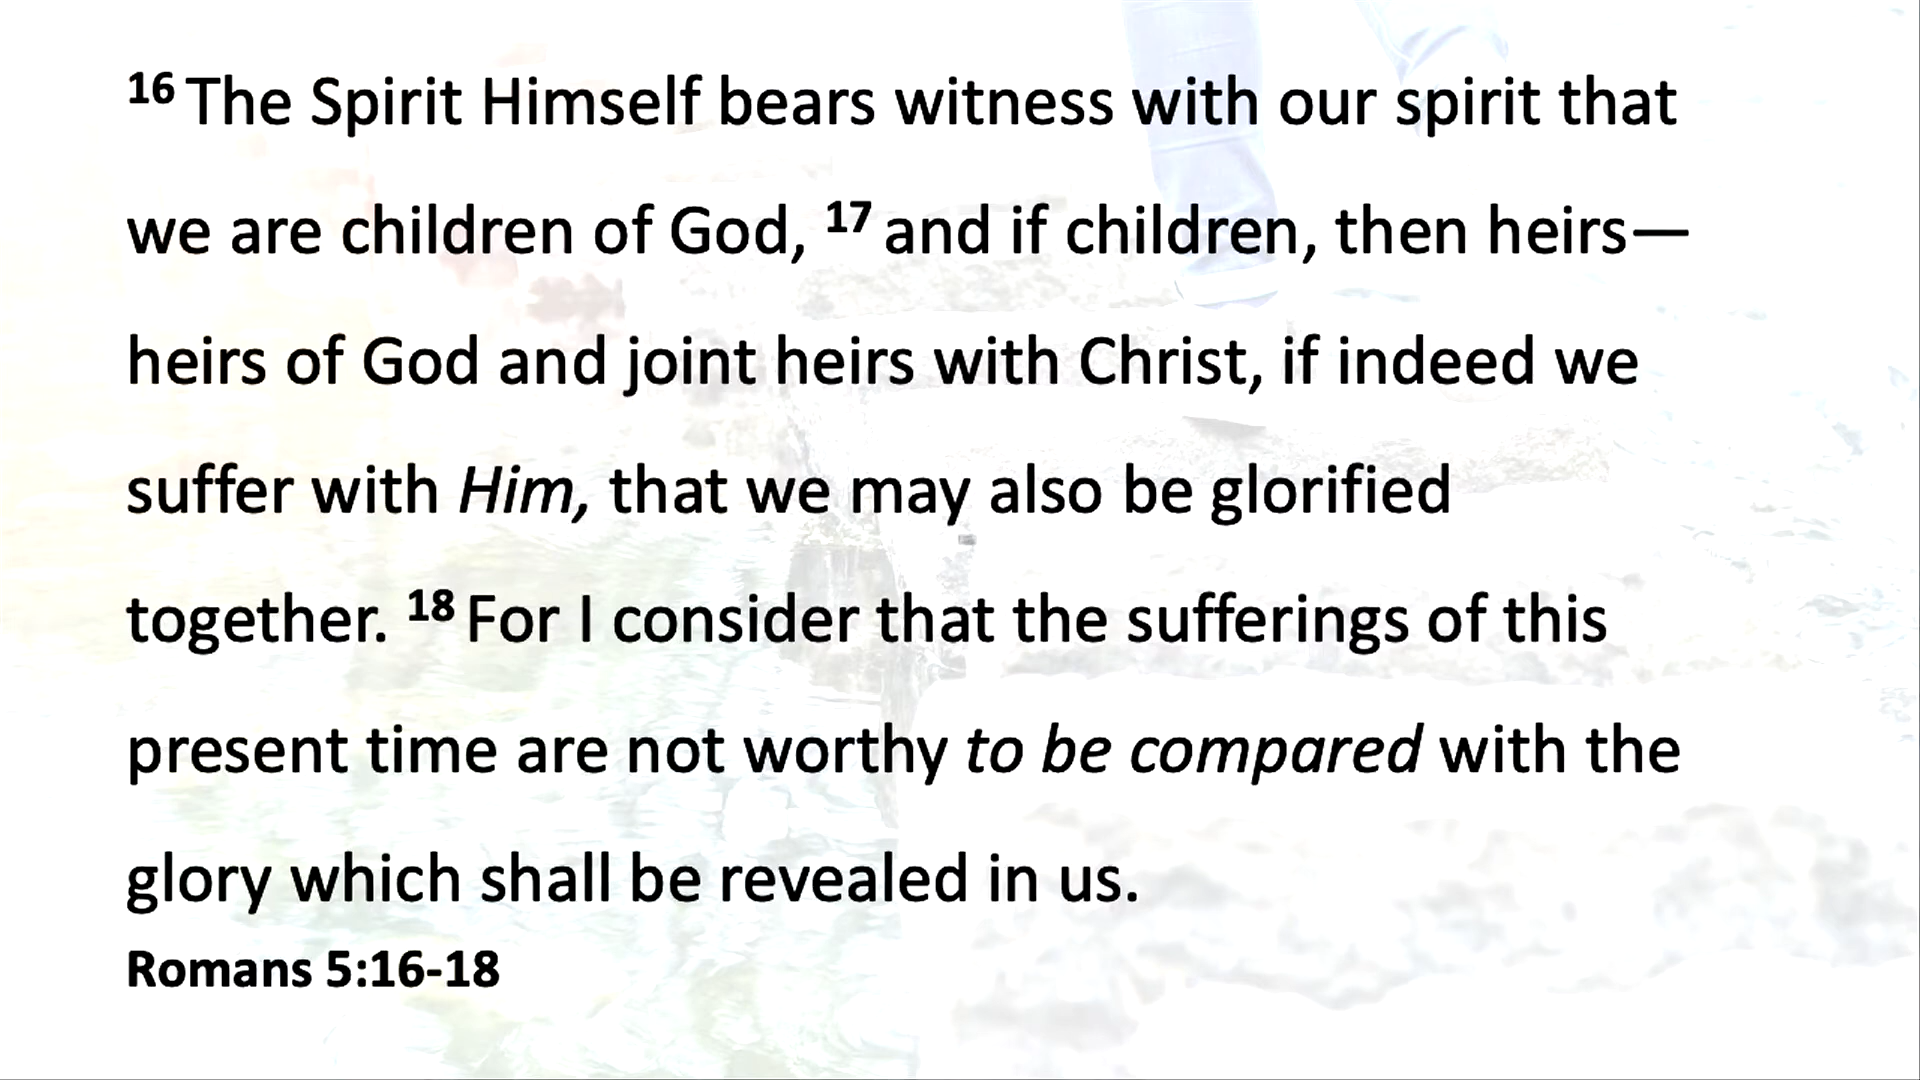 16 The Spirit Himself bears witness with our spirit that
we are children of God, 17 and if children, then heirs—
heirs of God and joint heirs with Christ, if indeed we
suffer with Him, that we may also be glorified
together. 18 For I consider that the sufferings of this
present time are not worthy to be compared with the
glory which shall be revealed in us.
Romans 5:16-18